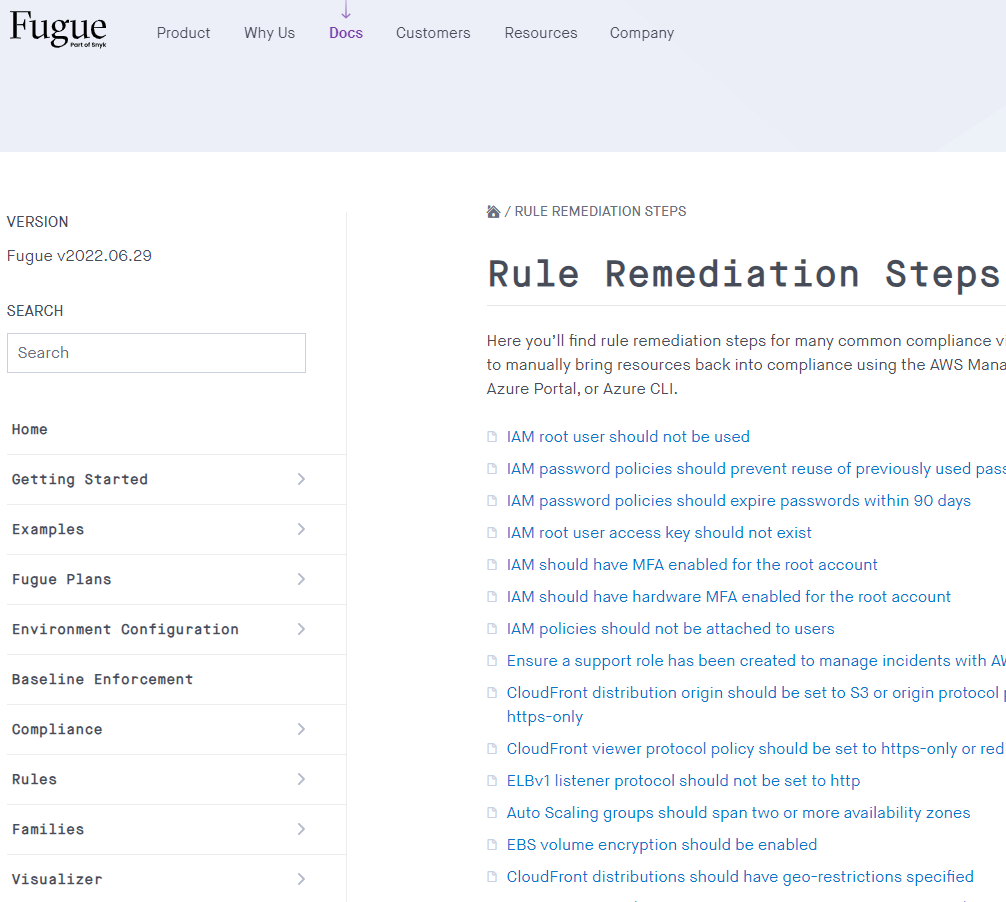 Fugue
Part of Snyk
Product Why Us Docs Customers Resources Company
VERSION
Fugue v2022.06.29
SEARCH
Search
Home
Getting Started
Examples
Fugue Plans
Environment Configuration
Baseline Enforcement
Compliance
Rules
Families
Visualizer
/ RULE REMEDIATION STEPS
Rule Remediation Steps
Here you’ll find rule remediation steps for many common compliance vi
to manually bring resources back into compliance using the AWS Mana
Azure Portal, or Azure CLI.
IAM root user should not be used
IAM password policies should prevent reuse of previously used pass
IAM password policies should expire passwords within 90 days
IAM root user access key should not exist
IAM should have MFA enabled for the root account
IAM should have hardware MFA enabled for the root account
IAM policies should not be attached to users
Ensure a support role has been created to manage incidents with AW
CloudFront distribution origin should be set to S3 or origin protocol p
https-only
CloudFront viewer protocol policy should be set to https-only or red
ELBv1 listener protocol should not be set to http
Auto Scaling groups should span two or more availability zones
EBS volume encryption should be enabled
CloudFront distributions should have geo-restrictions specified